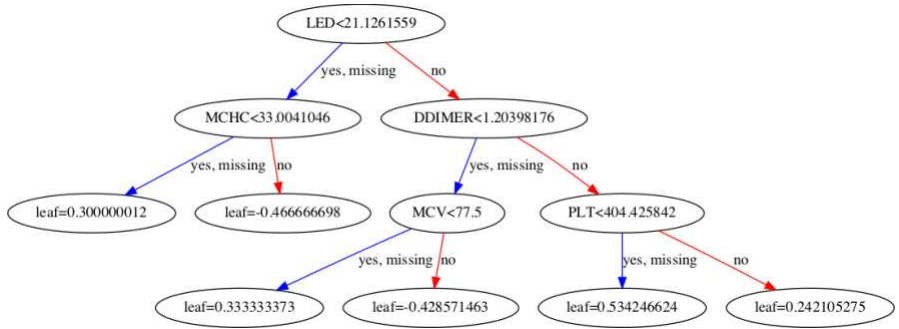 LED<21.1261559
yes, missing
no
MCHC<33.0041046
DDIMER<1.20398176
yes, missing
no
yes, missing
no
leaf=0.300000012
leaf=-0.466666698
MCV<77.5
PLT<404.425842
yes, missing
no
yes, missing
no
leaf=0.333333373
leaf=-0.428571463
leaf=0.534246624
leaf=0.242105275